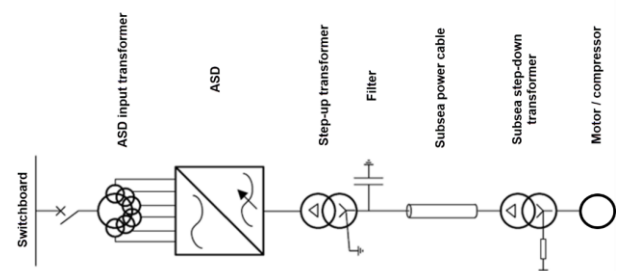 Switchboard
ASD input transformer
ASD
Step-up transformer
Filter
Subsea power cable
Subsea step-down
transformer
Motor / compressor